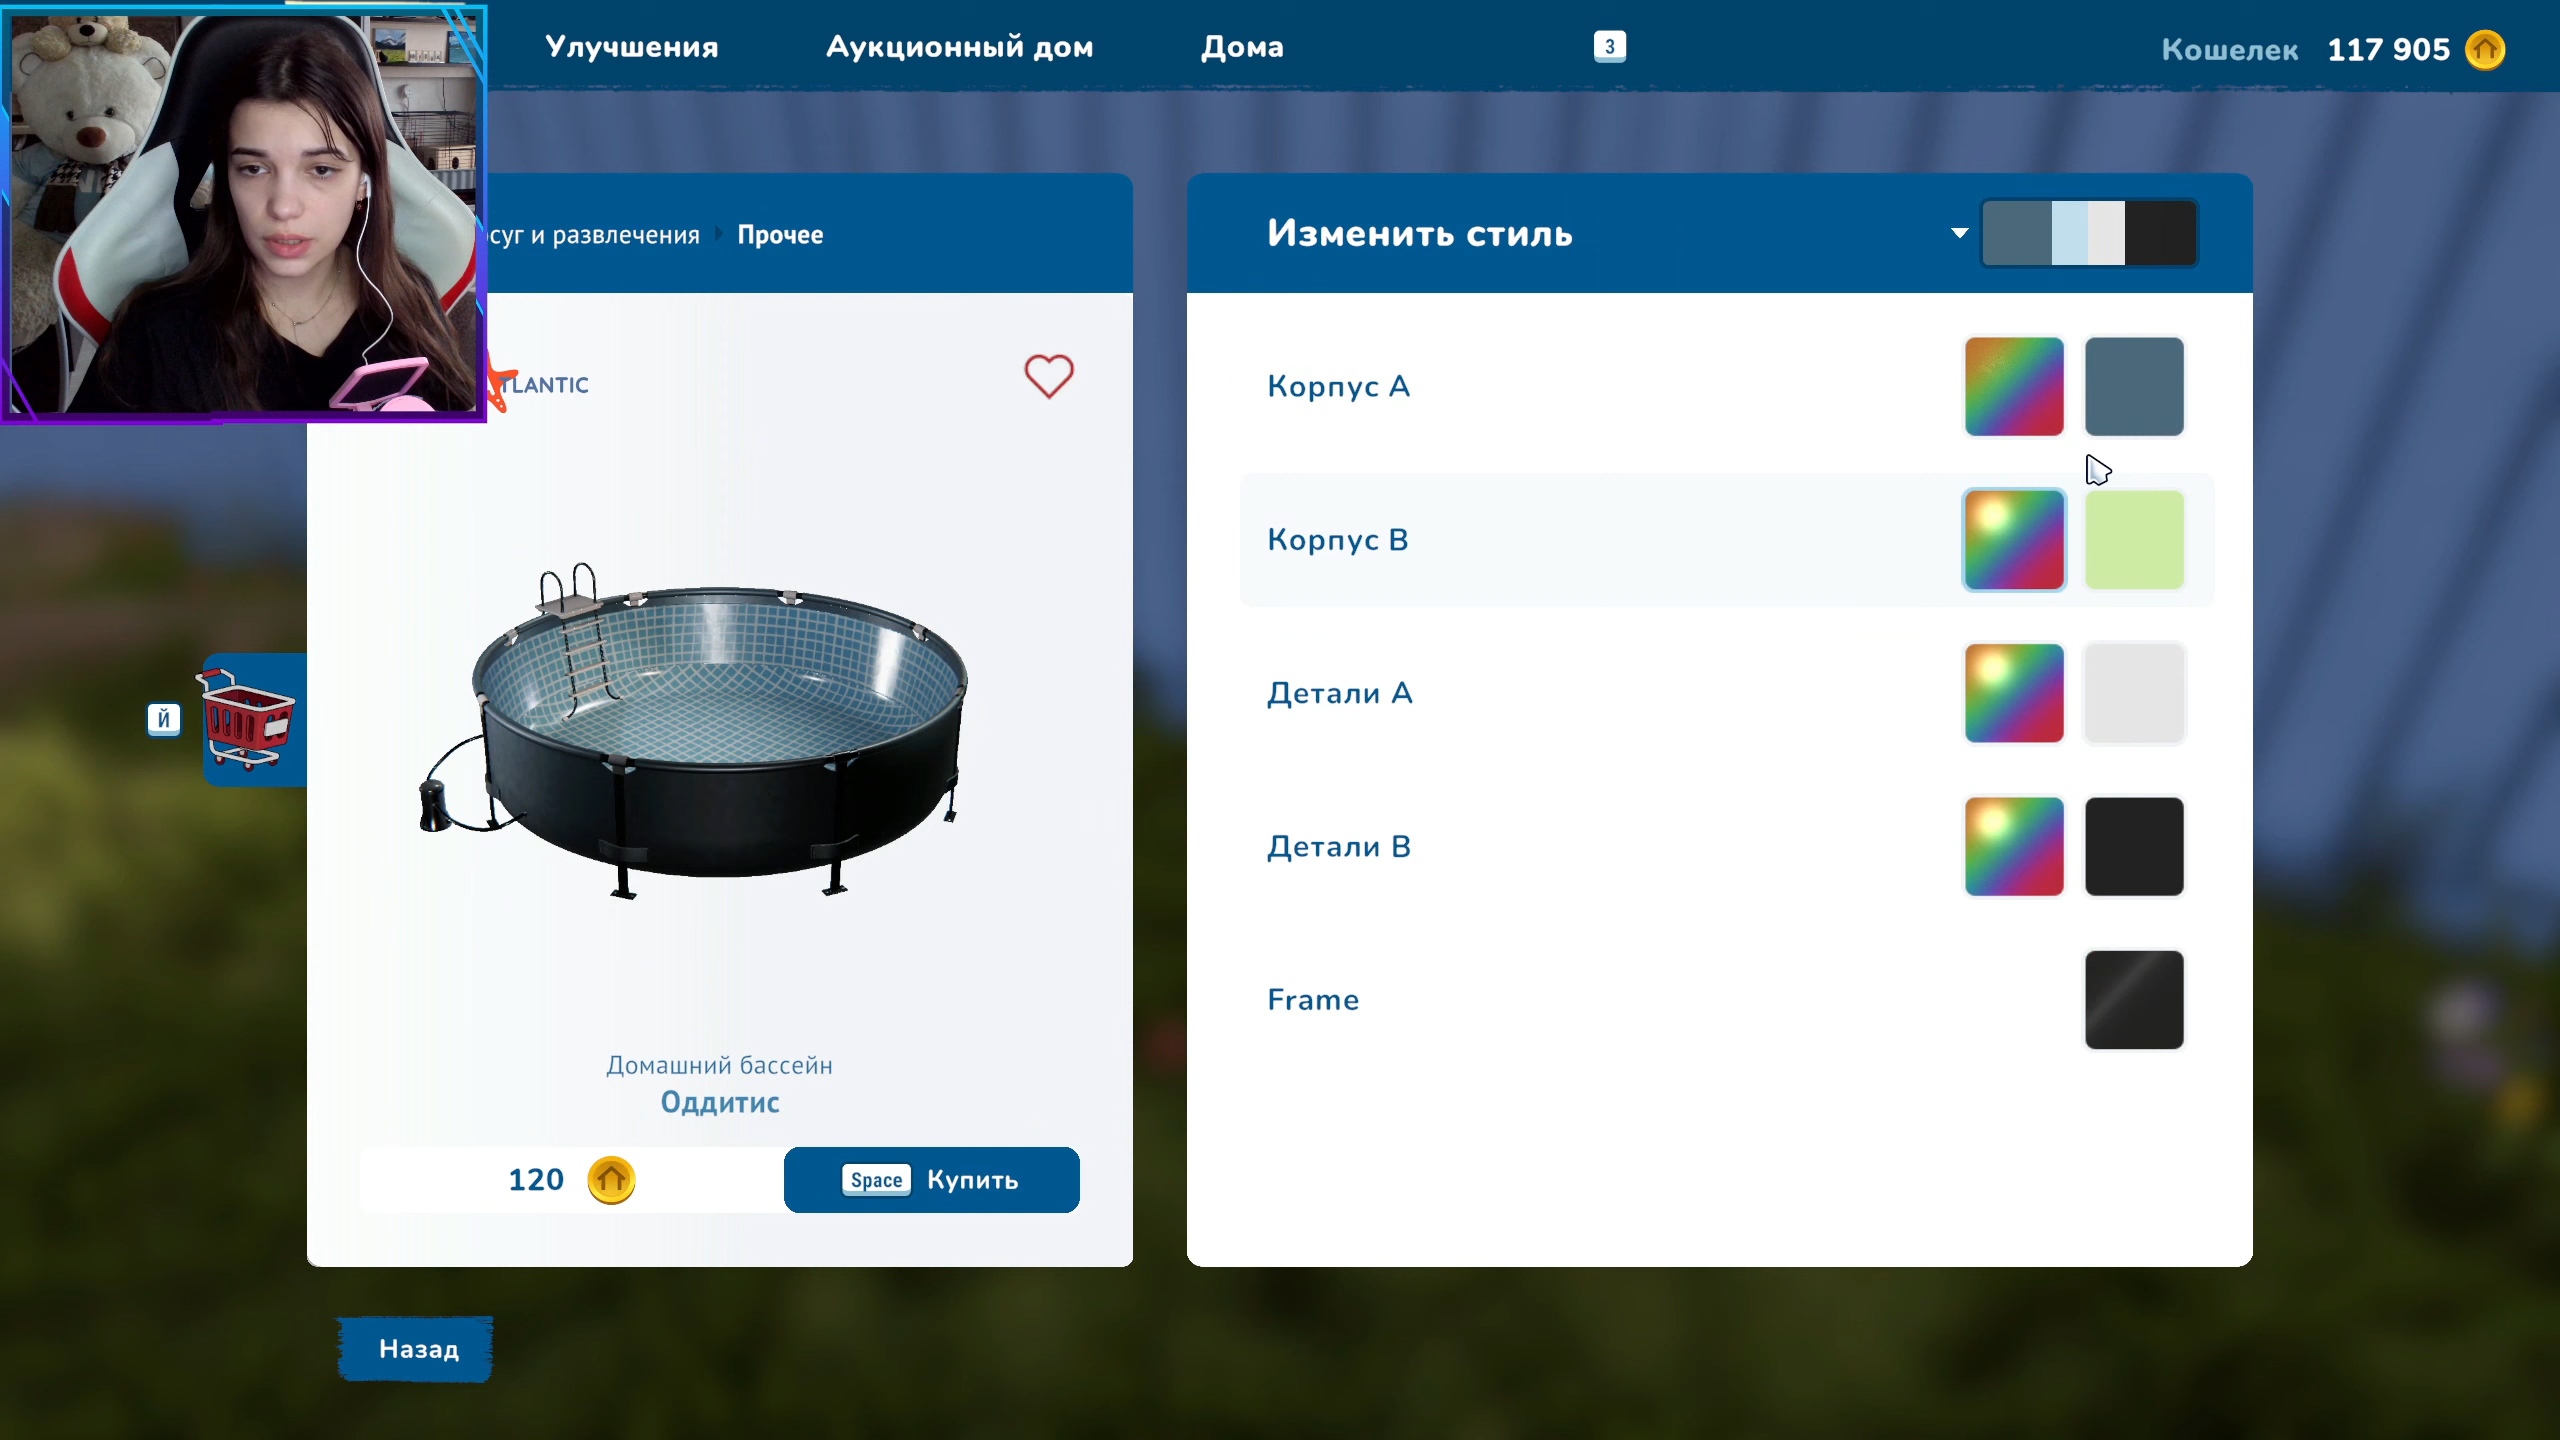 Улучшения
Аукционный дом
Дома
3
Кошелек 117 905
суг и развлечения
Прочее
Изменить стиль
TLANTIC
Корпус A
Корпус B
Детали A
Детали B
Frame
Й
Домашний бассейн
Оддитис
120
Space Купить
Назад